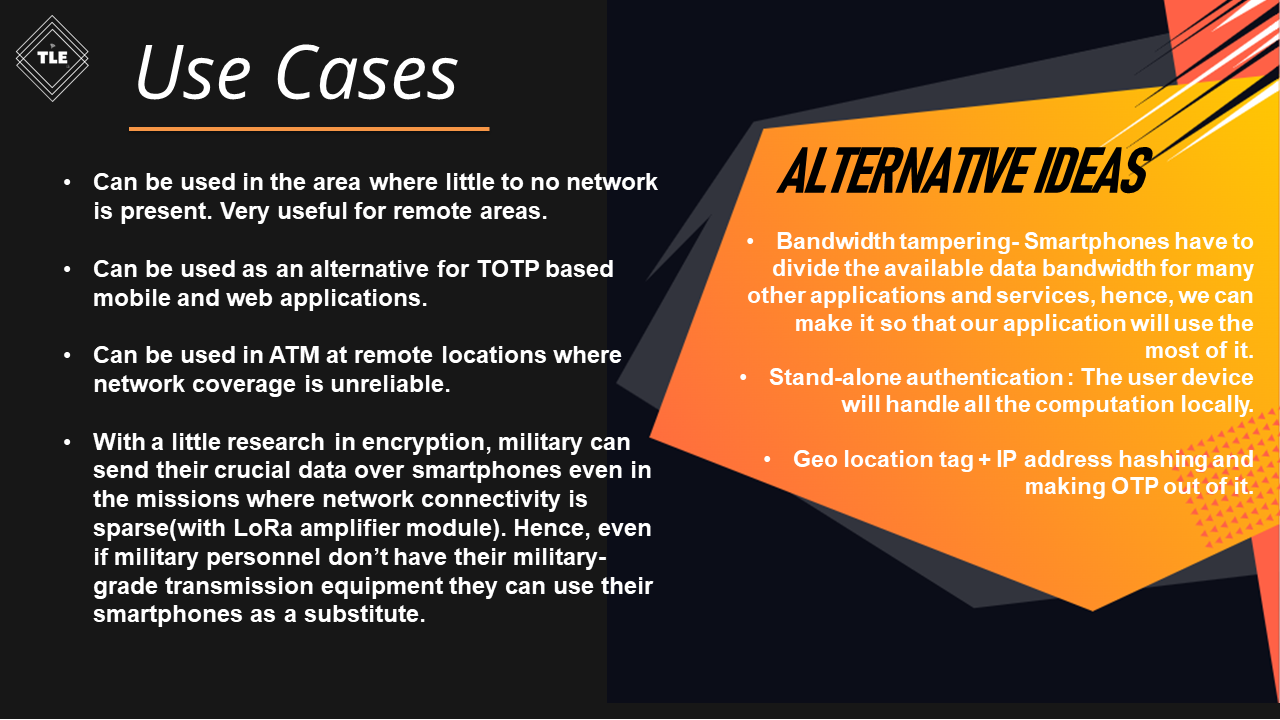 TLE
Use Cases
• Can be used in the area where little to no network
is present. Very useful for remote areas.
• Can be used as an alternative for TOTP based
mobile and web applications.
• Can be used in ATM at remote locations where
network coverage is unreliable.
• With a little research in encryption, military can
send their crucial data over smartphones even in
the missions where network connectivity is
sparse(with LoRa amplifier module). Hence, even
if military personnel don’t have their military-
grade transmission equipment they can use their
smartphones as a substitute.
ALTERNATIVE IDEAS
• Bandwidth tampering- Smartphones have to
divide the available data bandwidth for many
other applications and services, hence, we can
make it so that our application will use the
most of it.
• Stand-alone authentication : The user device
will handle all the computation locally.
• Geo location tag + IP address hashing and
making OTP out of it.